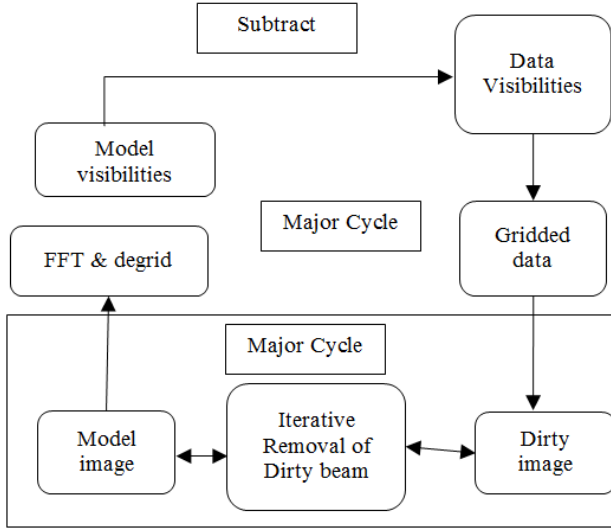 Subtract
Data
Visibilities
Model
visibilities
Major Cycle
Gridded
data
FFT & degrid
Major Cycle
Model
image
Iterative
Removal of
Dirty beam
Dirty
image